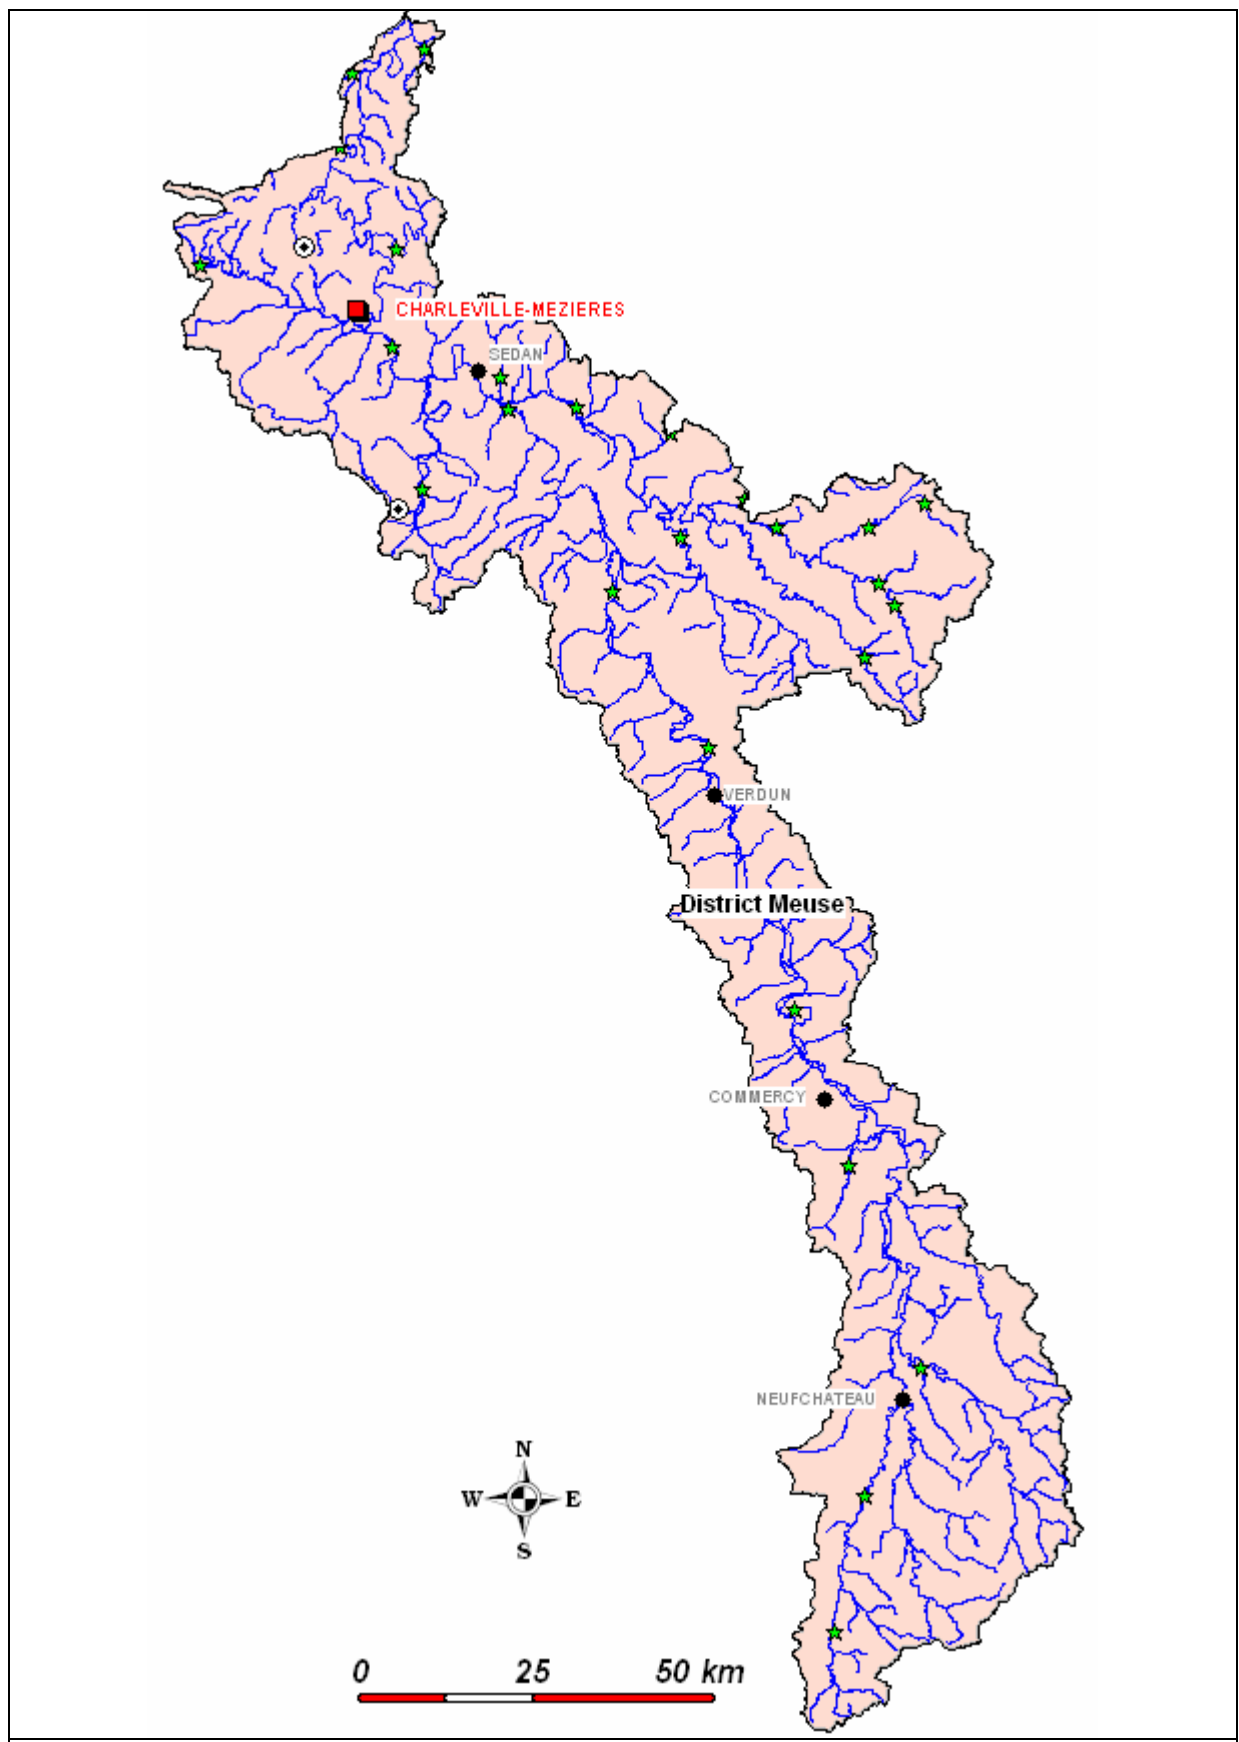 CHARLEVILLE-MEZIERES
SEDAN
VERDUN
District Meuse
COMMERCY
NEUFCHATEAU
N
W E
S
0 25 50 km